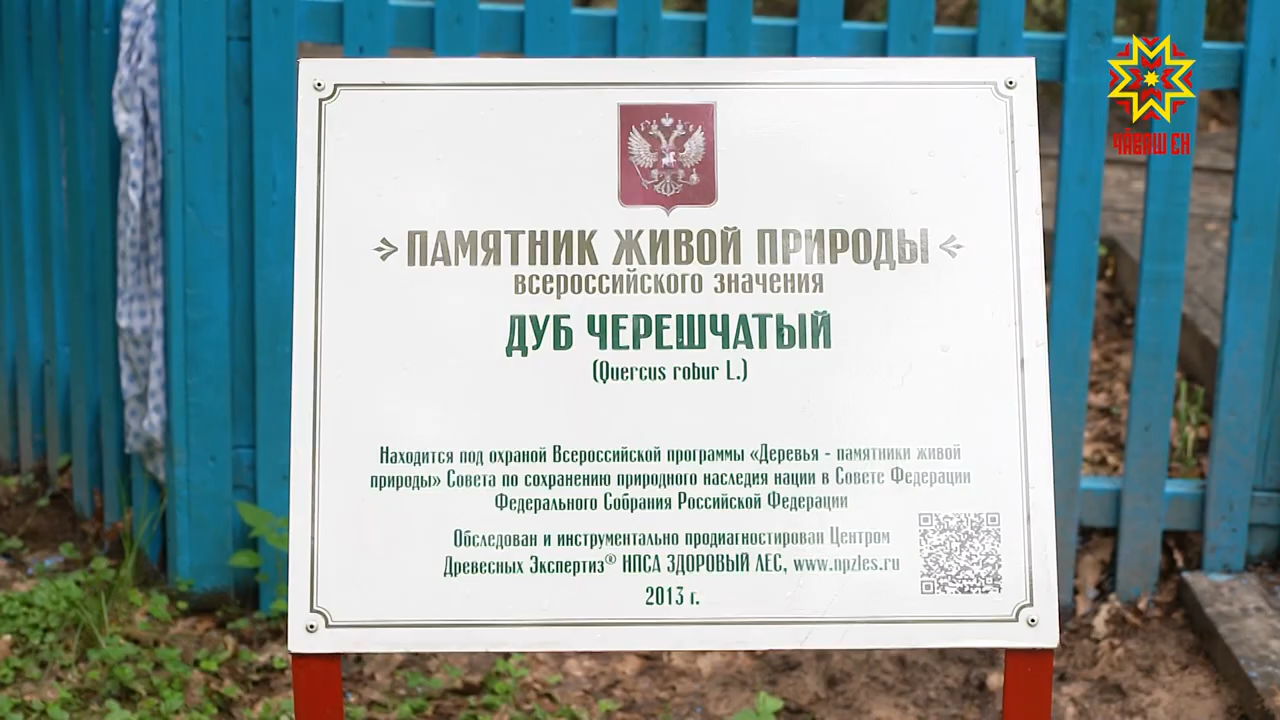 ЧӐВАШ ЕН
ПАМЯТНИК ЖИВОЙ ПРИРОДЫ
всероссийского значения
ДУБ ЧЕРЕШЧАТЫЙ
(Quercus robur L.)
Находится под охраной Всероссийской программы «Деревья - памятники живой
природы» Совета по сохранению природного наследия нации в Совете Федерации
Федерального Собрания Российской Федерации
Обследован и инструментально продиагностирован Центром
Древесных Экспертиз® НПСА ЗДОРОВЫЙ ЛЕС, www.npzles.ru
2013 г.